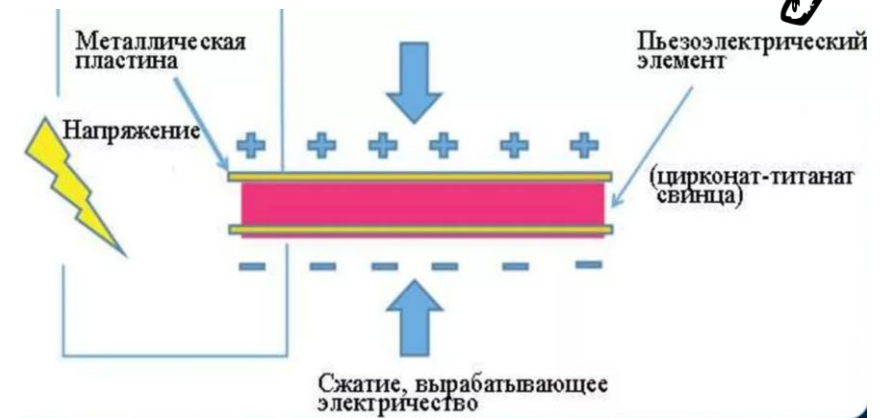 Металлическая
пластина
Пьезоэлектрический
элемент
Напряжение
(цирконат-титанат
свинца)
Сжатие, вырабатывающее
электричество